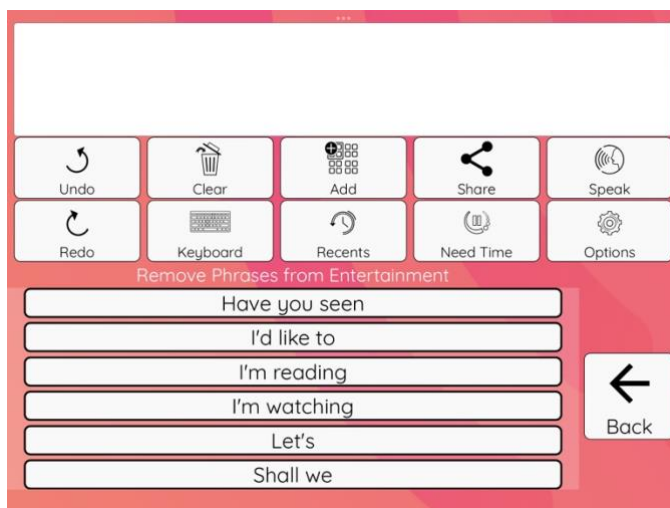 Undo Clear Add Share Speak
Redo Keyboard Recents Need Time Options
Remove Phrases from Entertainment
Have you seen
I'd like to
I'm reading
I'm watching
Let's
Shall we
Back